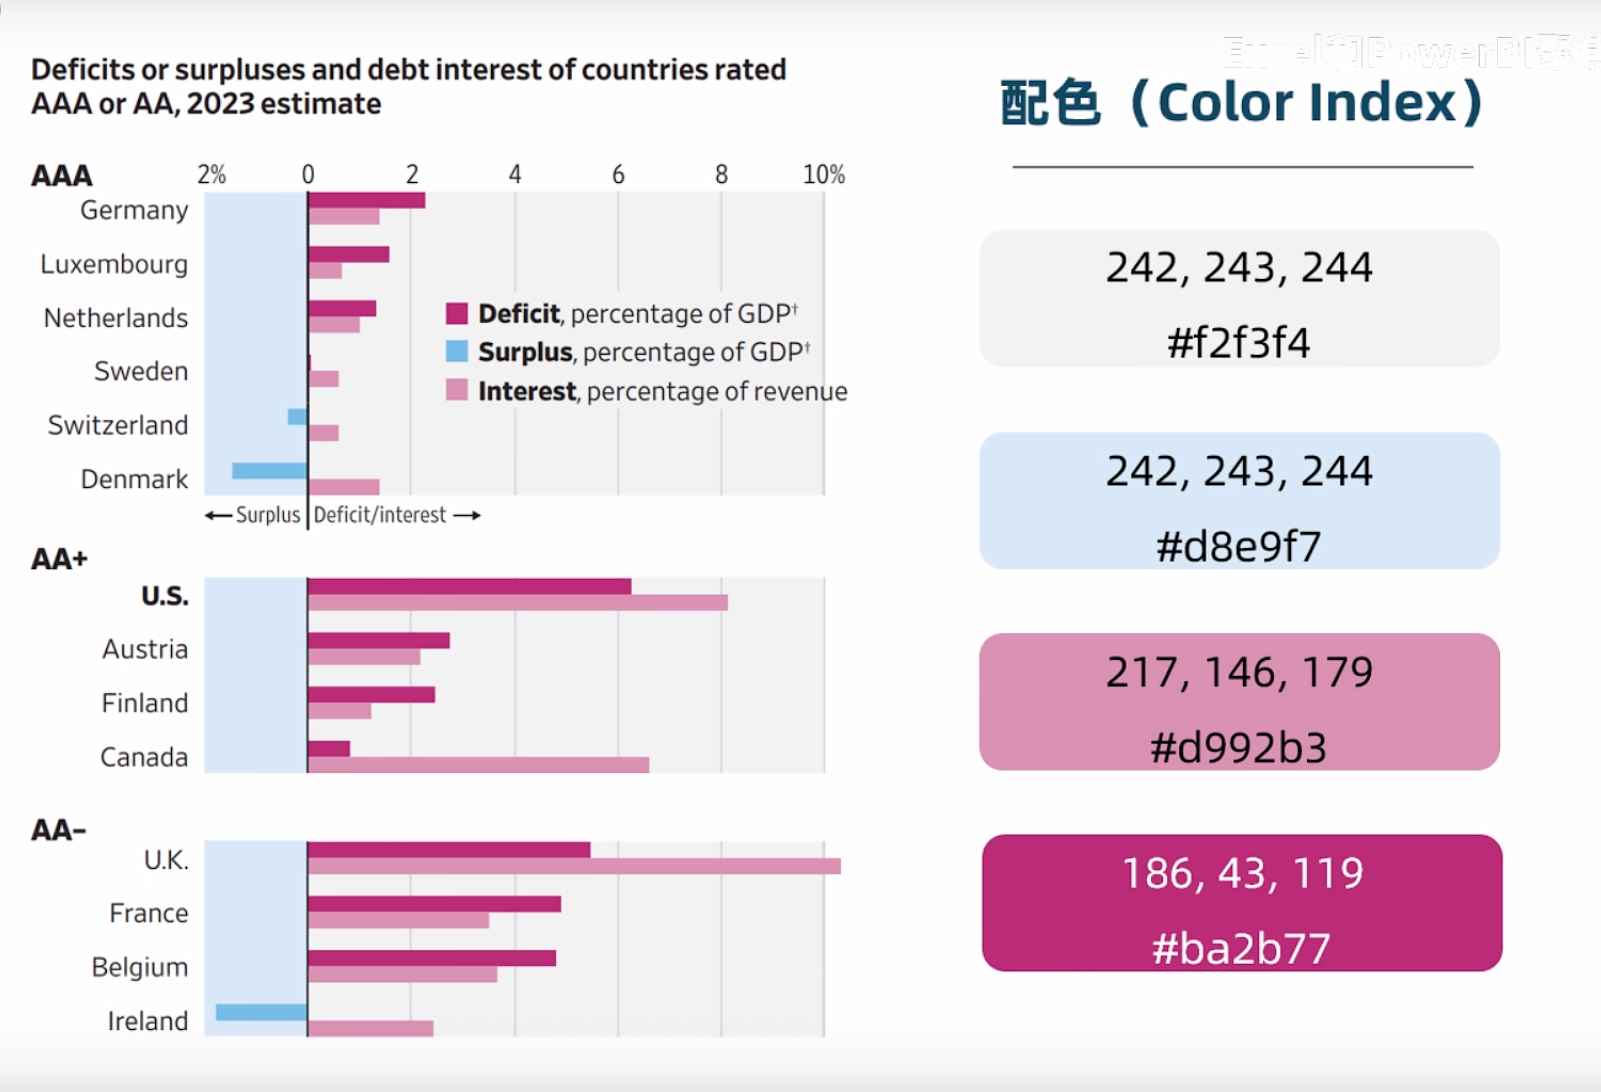 Excel和PowerBI聚焦
Deficits or surpluses and debt interest of countries rated
AAA or AA, 2023 estimate
配色（Color Index）
AAA
2% 0 2 4 6 8 10%
Germany
Luxembourg
Netherlands
Sweden
Switzerland
Denmark
Deficit, percentage of GDP†
Surplus, percentage of GDP†
Interest, percentage of revenue
←Surplus Deficit/interest →
AA+
U.S.
Austria
Finland
Canada
AA–
U.K.
France
Belgium
Ireland
242, 243, 244
#f2f3f4
242, 243, 244
#d8e9f7
217, 146, 179
#d992b3
186, 43, 119
#ba2b77